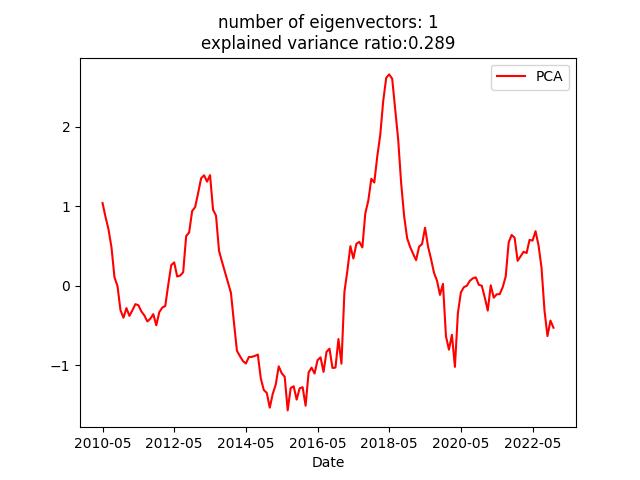 number of eigenvectors: 1
explained variance ratio:0.289
PCA
2
1
0
−1
2010-05 2012-05 2014-05 2016-05 2018-05 2020-05 2022-05
Date